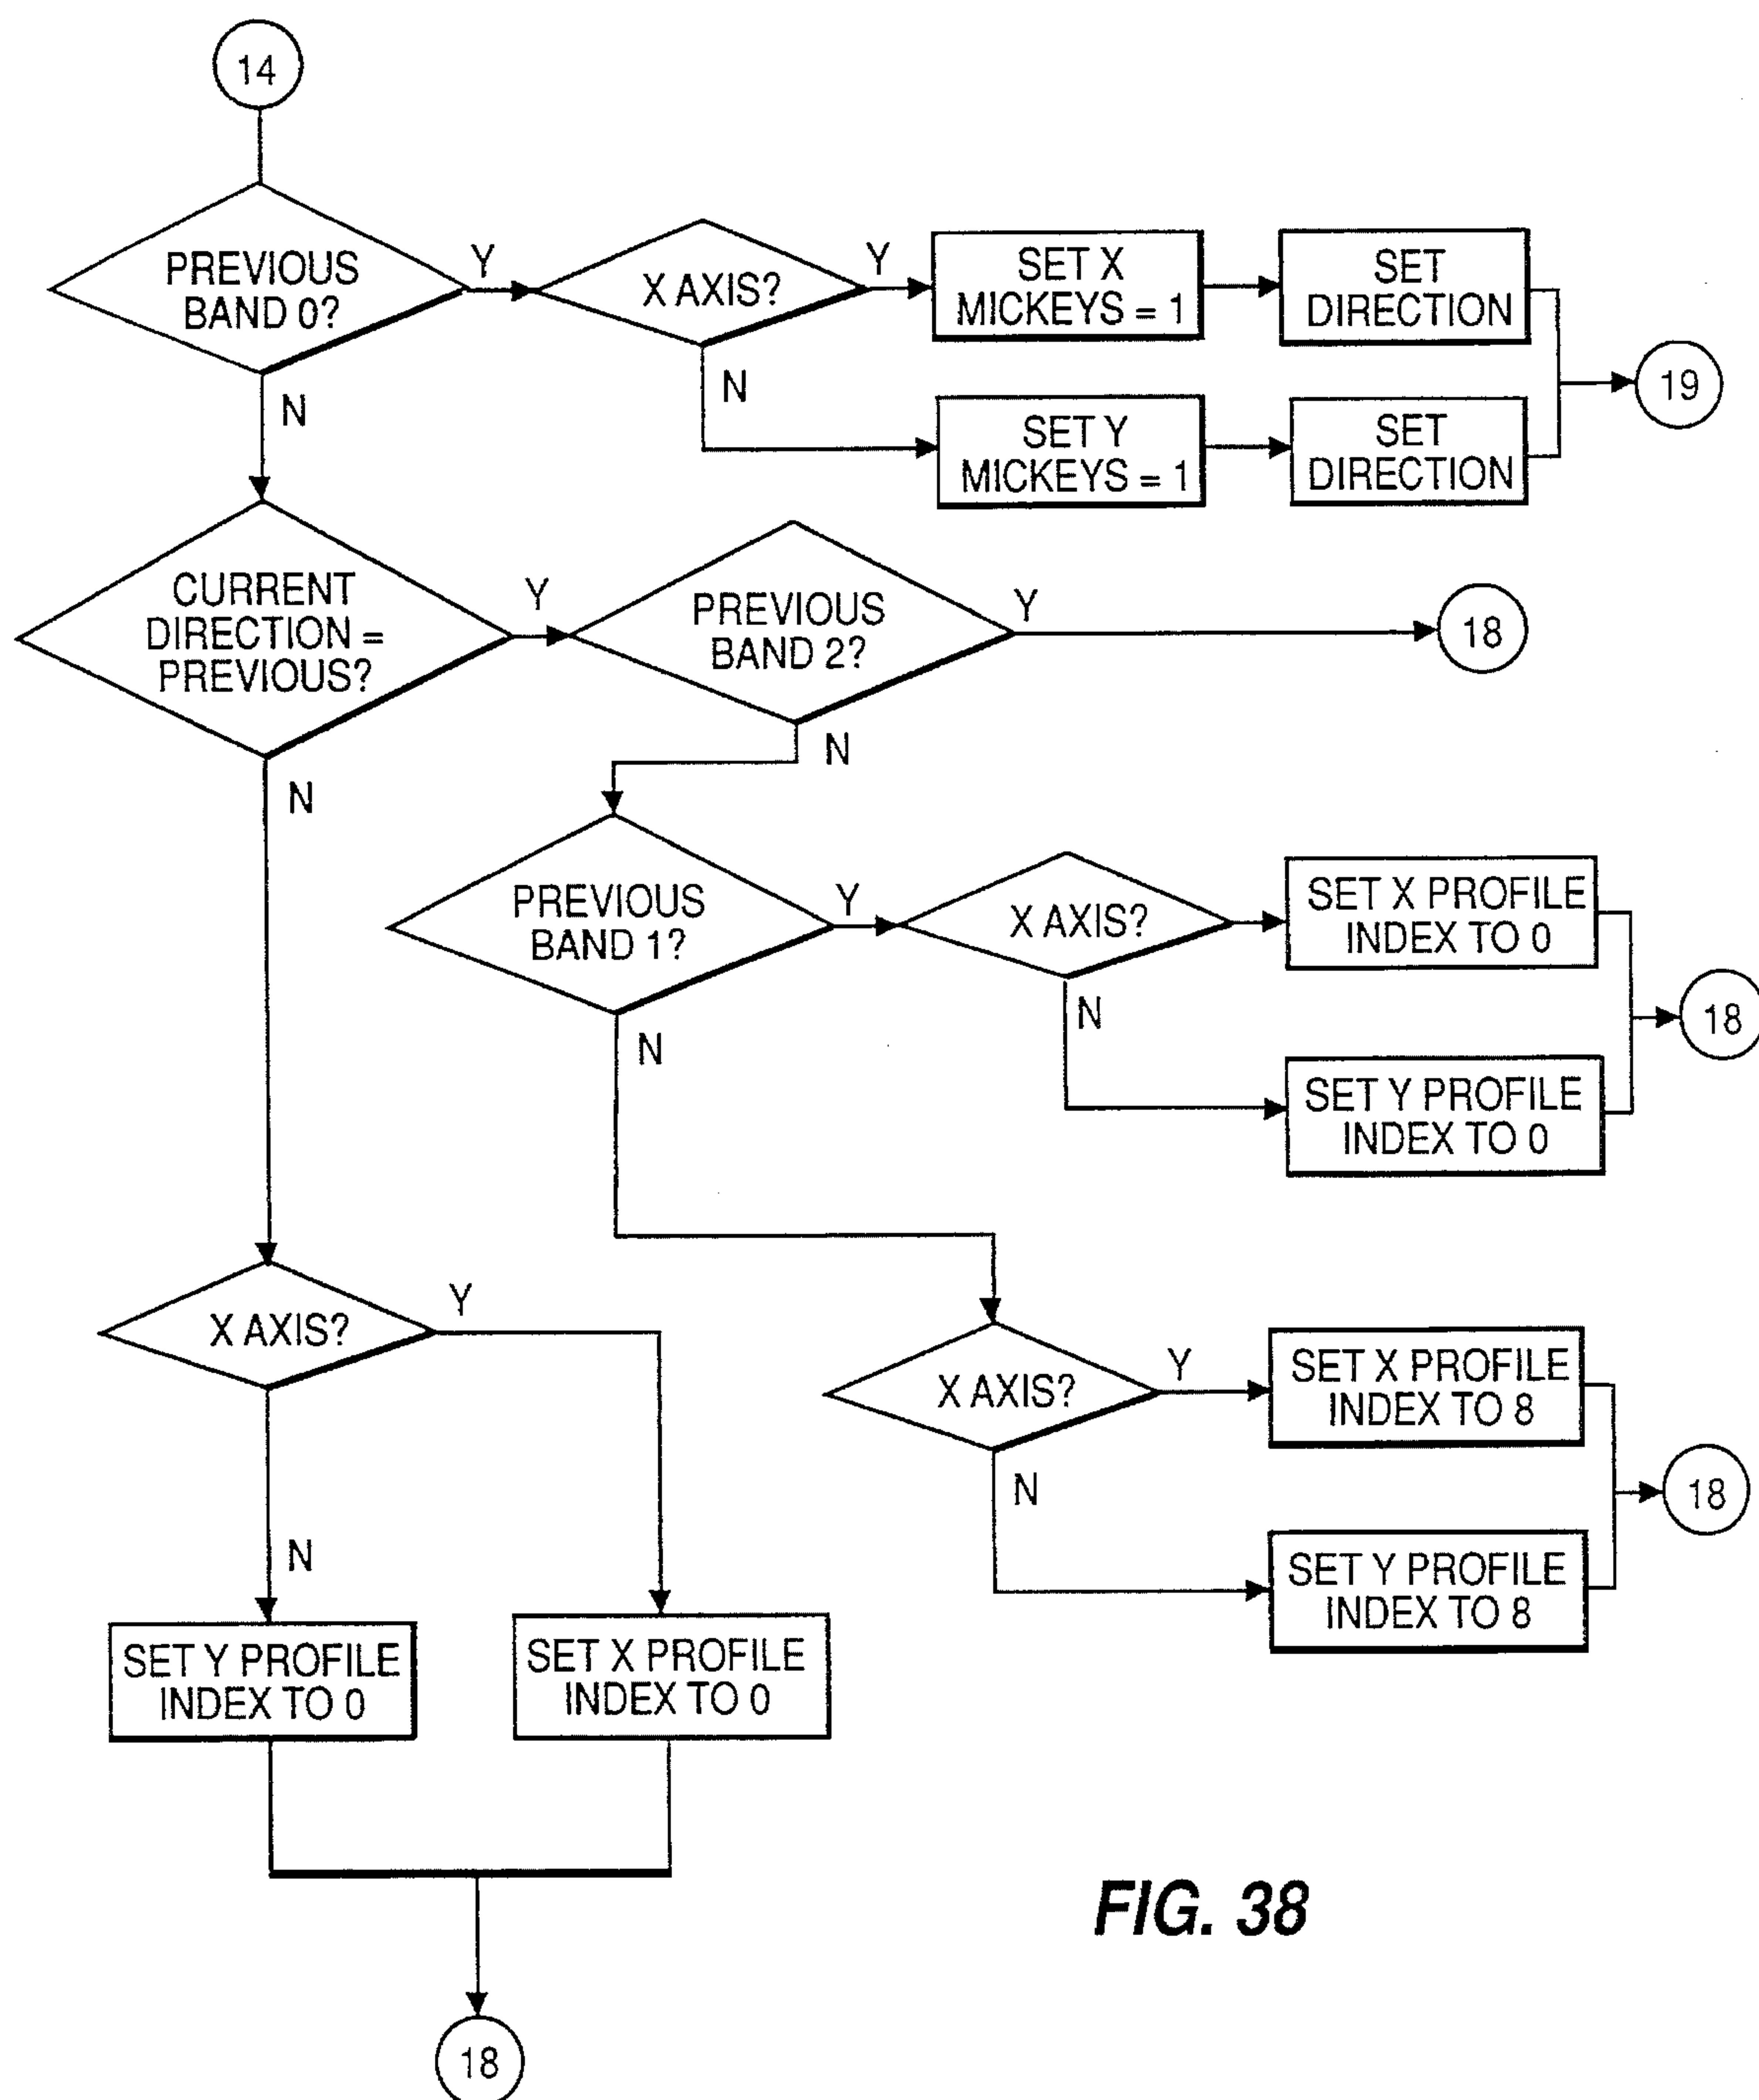 14
PREVIOUS
BAND 0?
Y
X AXIS?
Y
SET X
MICKEYS = 1
SET
DIRECTION
N
N
SET Y
MICKEYS = 1
SET
DIRECTION
19
CURRENT
DIRECTION =
PREVIOUS?
Y
PREVIOUS
BAND 2?
Y
18
N
N
PREVIOUS
BAND 1?
Y
X AXIS?
SET X PROFILE
INDEX TO 0
N
N
SET Y PROFILE
INDEX TO 0
18
X AXIS?
Y
X AXIS?
Y
SET X PROFILE
INDEX TO 8
N
N
SET Y PROFILE
INDEX TO 8
18
SET Y PROFILE
INDEX TO 0
SET X PROFILE
INDEX TO 0
18
FIG. 38